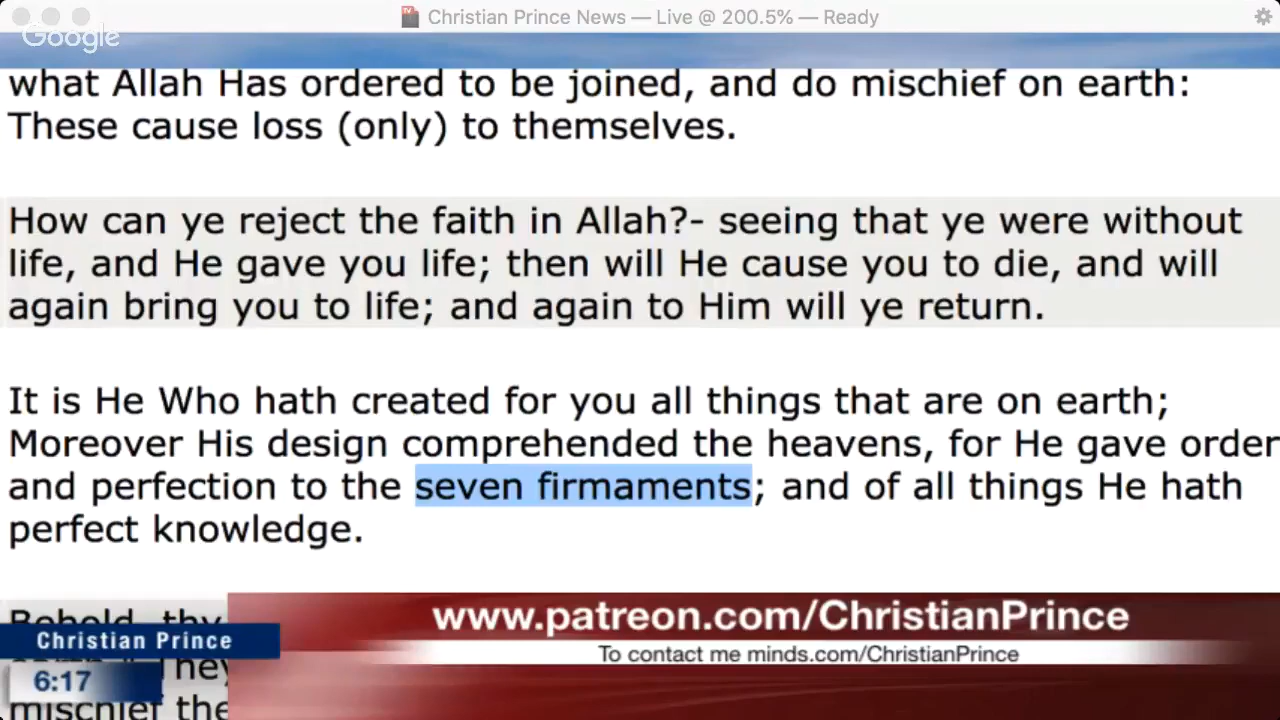 Christian Prince News — Live @ 200.5% — Ready
Google
what Allah Has ordered to be joined, and do mischief on earth:
These cause loss (only) to themselves.
How can ye reject the faith in Allah?- seeing that ye were without
life, and He gave you life; then will He cause you to die, and will
again bring you to life; and again to Him will ye return.
It is He Who hath created for you all things that are on earth;
Moreover His design comprehended the heavens, for He gave order
and perfection to the seven firmaments; and of all things He hath
perfect knowledge.
Behold, thy
www.patreon.com/ChristianPrince
Christian Prince
To contact me minds.com/ChristianPrince
They
6:17
mischief the